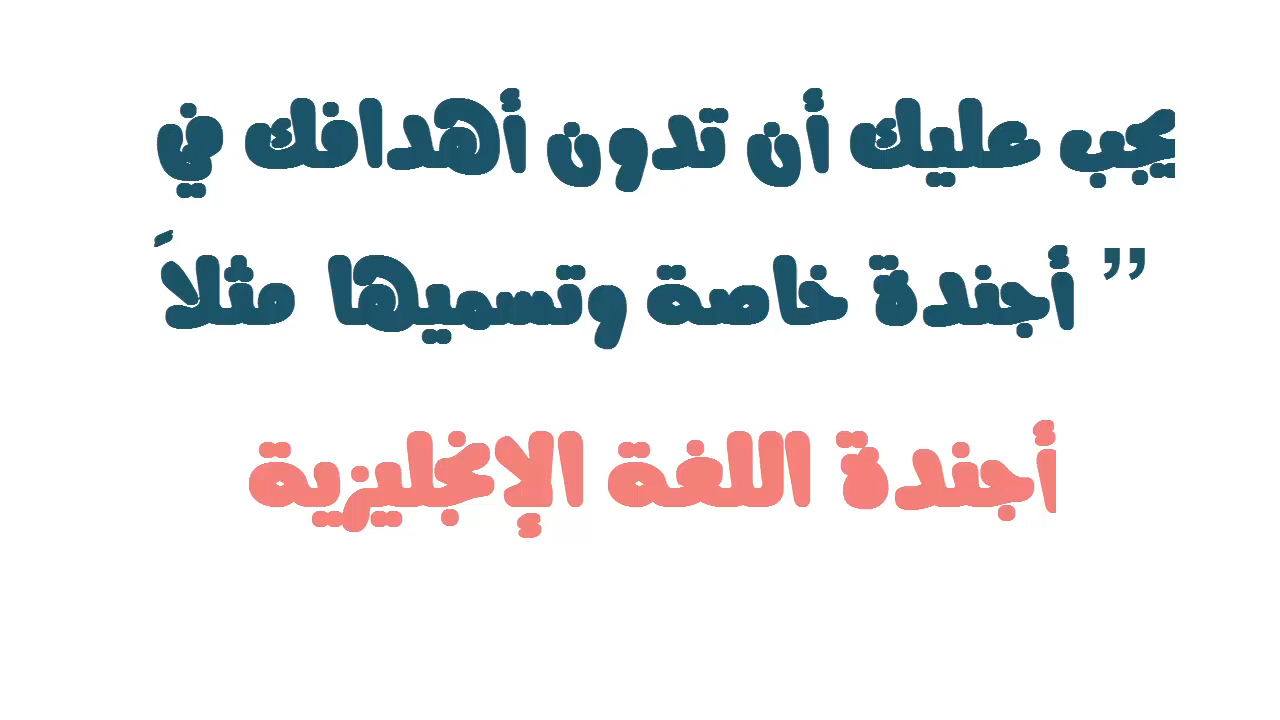 يجب عليك أن تدون أهدافك في
” أجندة خاصة وتسميها مثلاً
أجندة اللغة الإنجليزية